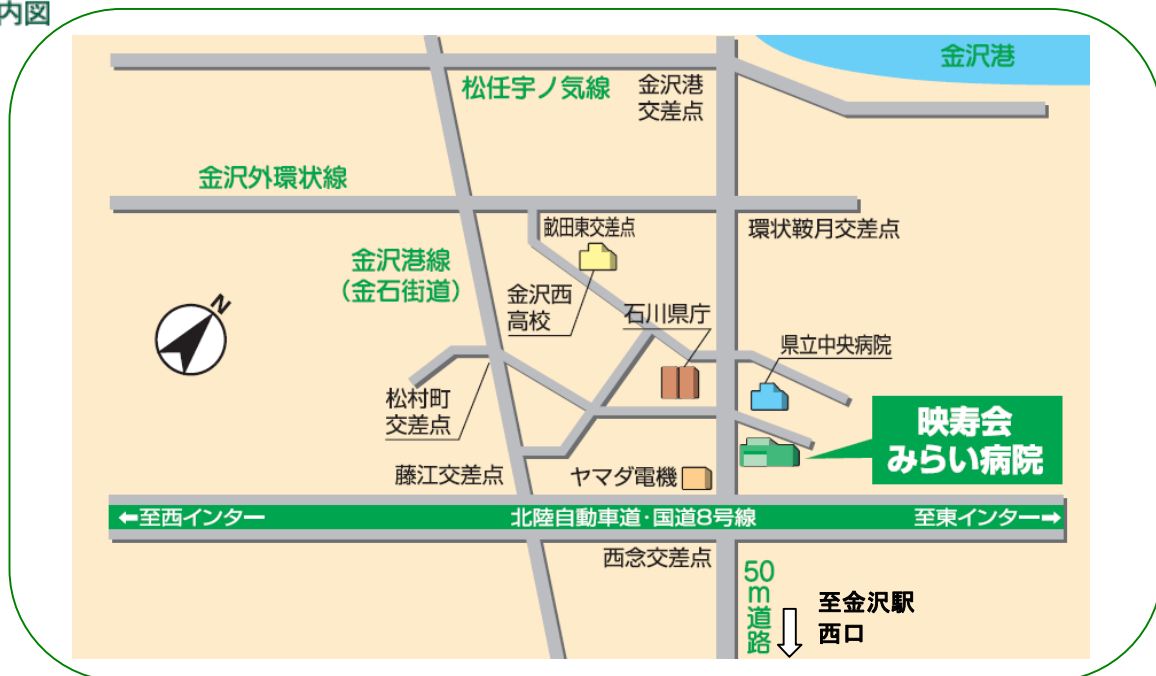 内図
金沢港
松任宇ノ気線
金沢港
交差点
金沢外環状線
畝田東交差点
環状鞍月交差点
金沢港線
（金石街道）
N
金沢西
高校
石川県庁
県立中央病院
松村町
交差点
映寿会
みらい病院
藤江交差点
ヤマダ電機
←至西インター
北陸自動車道・国道8号線
至東インター→
西念交差点
50m道路
至金沢駅
西口